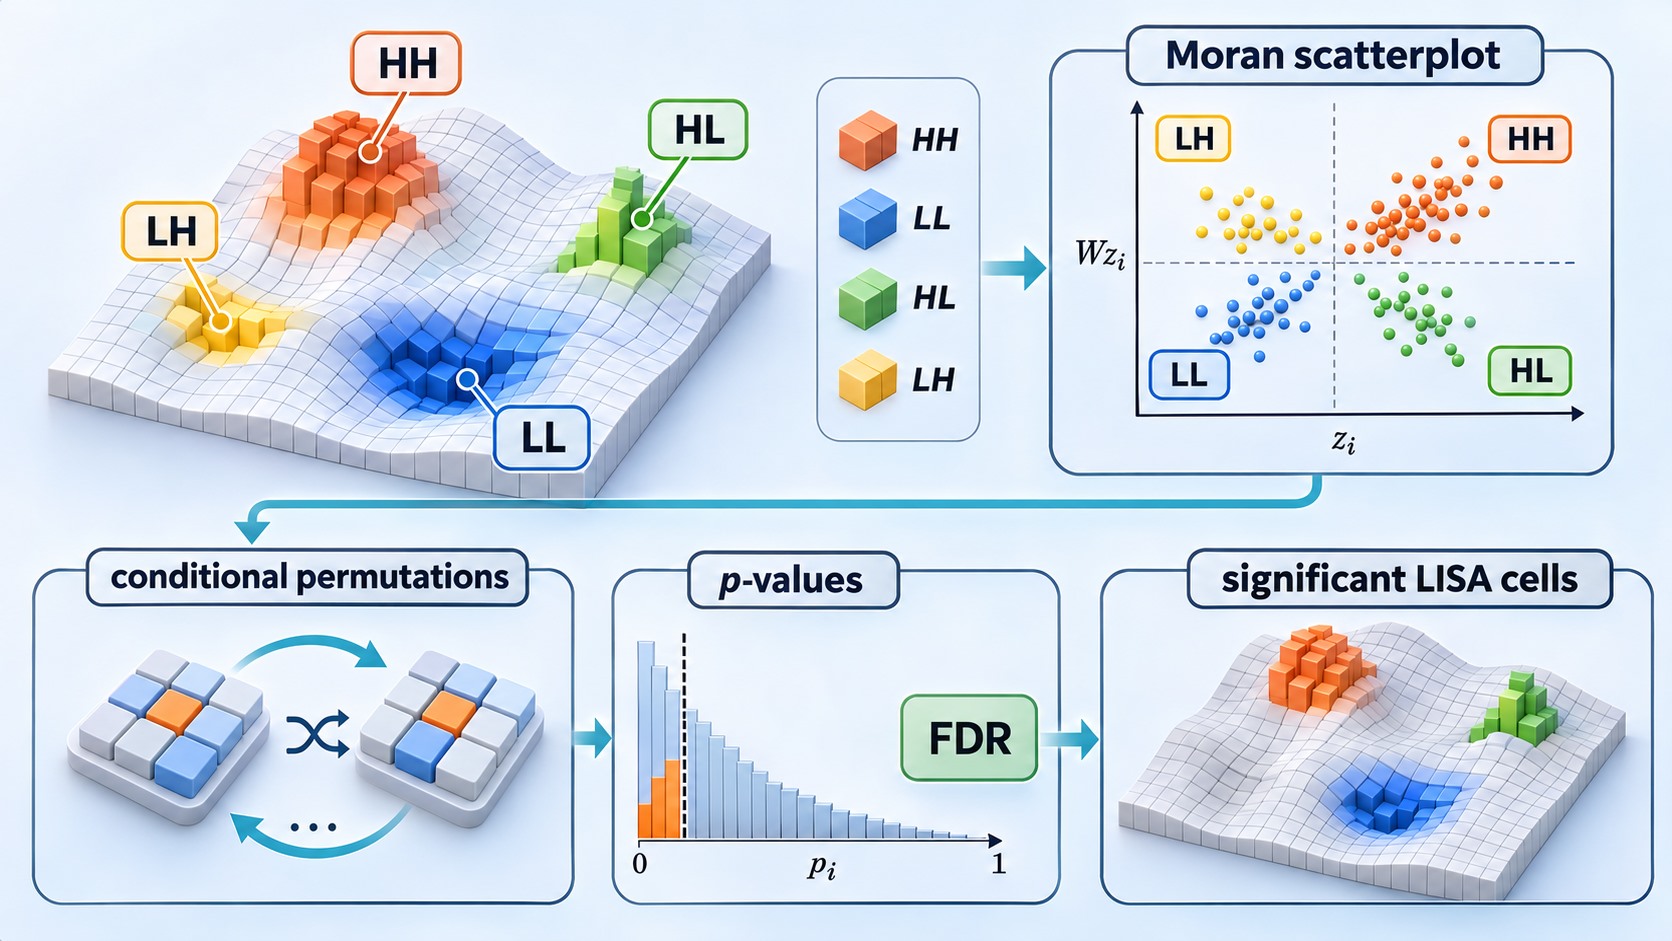 HH
HL
LH
LL
HH
LL
HL
LH
Moran scatterplot
LH
HH
Wz_i
LL
HL
z_i
conditional permutations
...
p-values
FDR
0
p_i
1
significant LISA cells